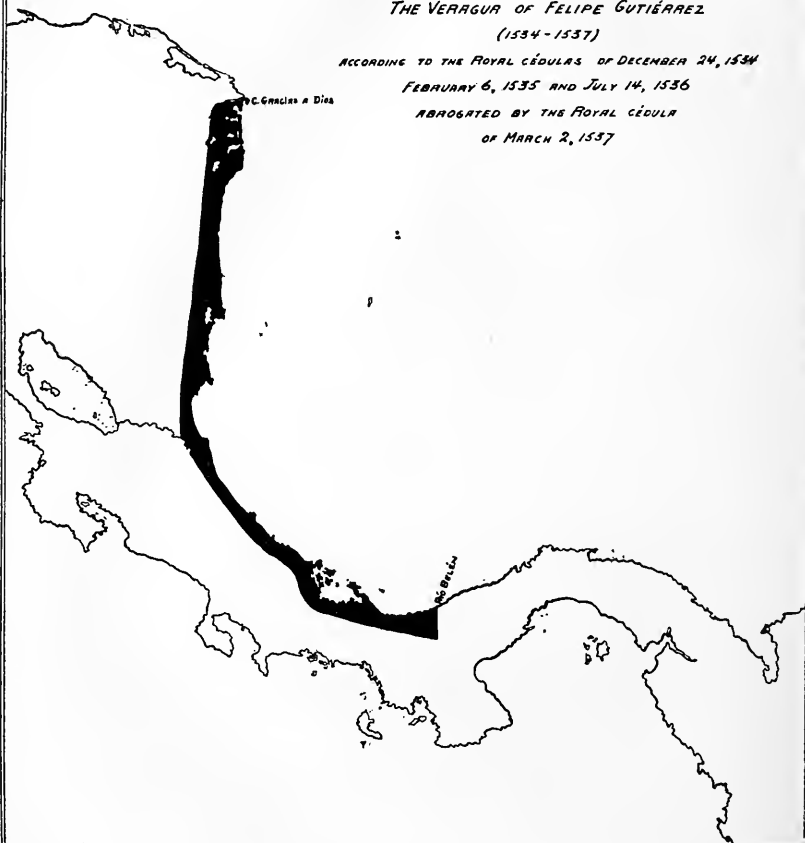 THE VERAGUA OF FELIPE GUTIÉRREZ
(1534-1537)
ACCORDING TO THE ROYAL CÉDULAS OF DECEMBER 24, 1534
FEBRUARY 6, 1535 AND JULY 14, 1536
ABROGATED BY THE ROYAL CÉDULA
OF MARCH 2, 1537
C. GRACIAS A DIOS
RÍO BELÉN